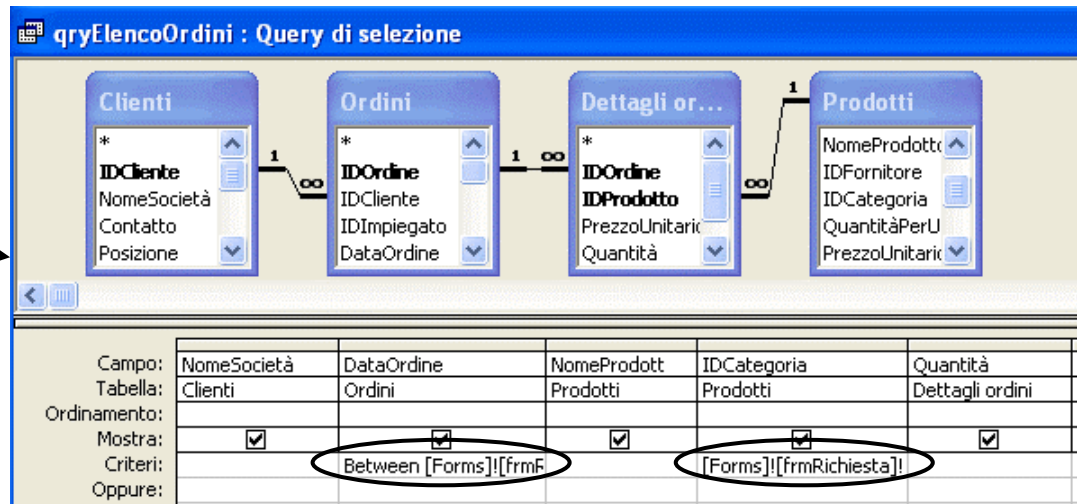 qryElencoOrdini : Query di selezione
Clienti
*
IDCliente
NomeSocietà
Contatto
Posizione
1
∞
Ordini
*
IDOrdine
IDCliente
IDImpiegato
DataOrdine
1
∞
Dettagli or...
*
IDOrdine
IDProdotto
PrezzoUnitario
Quantità
∞
1
Prodotti
NomeProdotto
IDFornitore
IDCategoria
QuantitàPerU
PrezzoUnitario
Campo: NomeSocietà DataOrdine NomeProdott IDCategoria Quantità
Tabella: Clienti Ordini Prodotti Prodotti Dettagli ordini
Ordinamento:
Mostra:
Criteri: Between [Forms]![frmR [Forms]![frmRichiesta]!
Oppure: